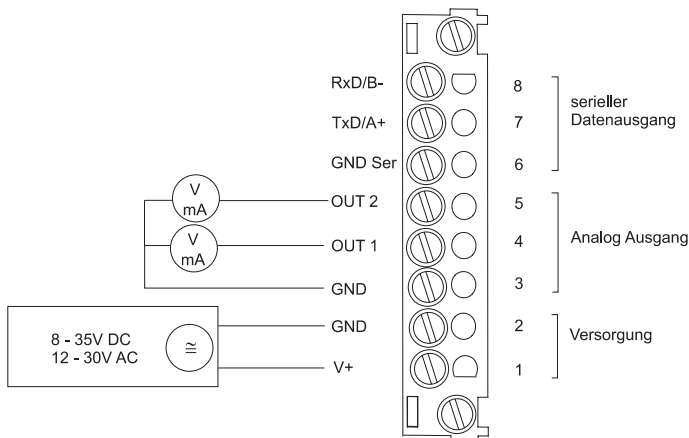 RxD/B-
8
TxD/A+
7
serieller
Datenausgang
GND Ser
6
V
mA
OUT 2
5
V
mA
OUT 1
4
Analog Ausgang
GND
3
GND
2
8 - 35V DC
12 - 30V AC
≅
Versorgung
V+
1